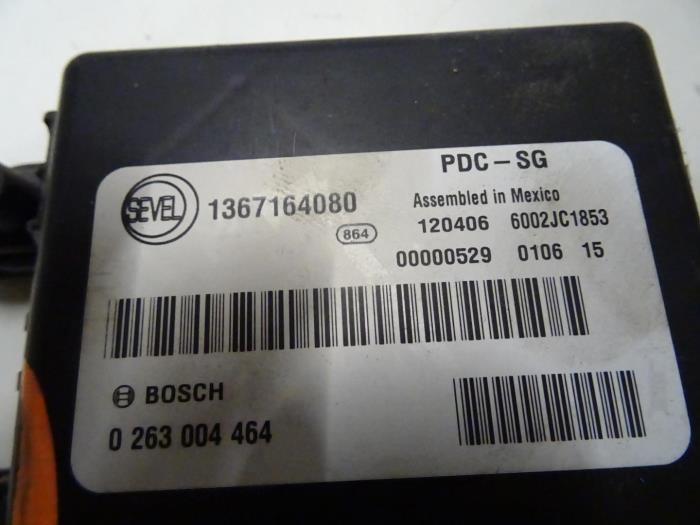 PDC-SG
SEVEL 1367164080
Assembled in Mexico
864
120406 6002JC1853
00000529 0106 15
BOSCH
0 263 004 464